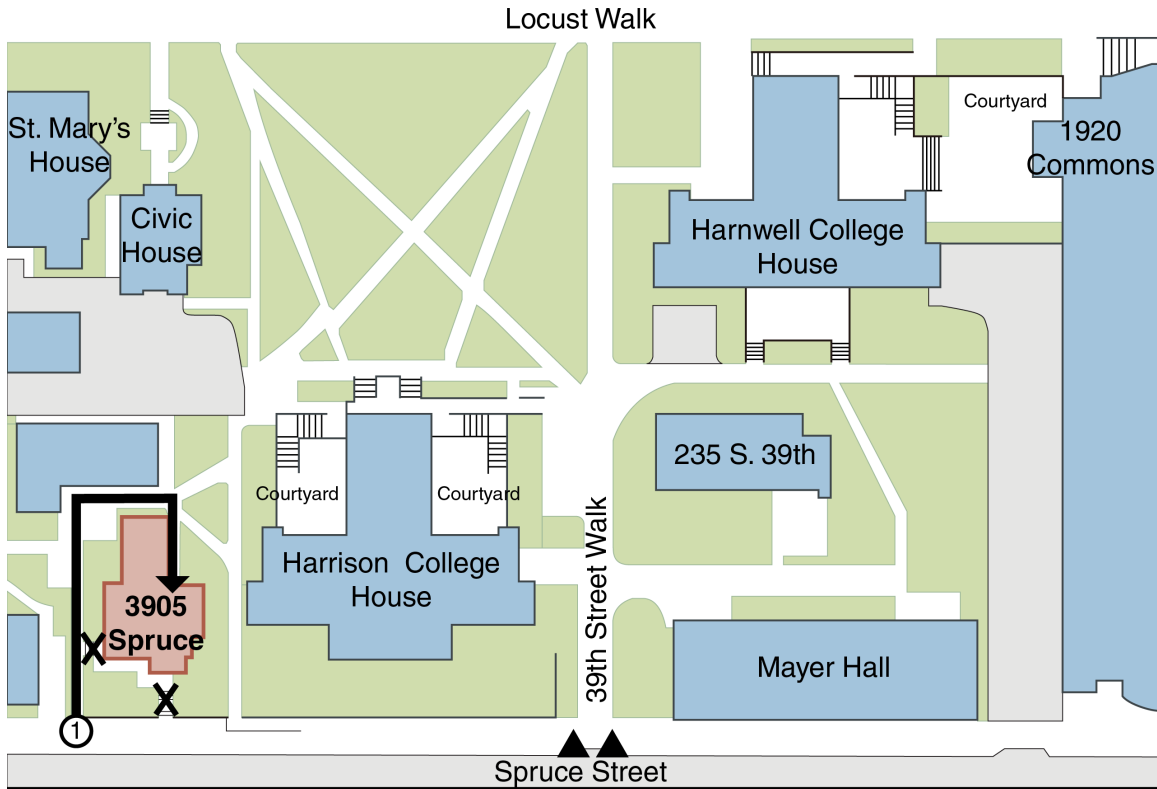 Locust Walk
Courtyard
St. Mary's
House
1920
Commons
Civic
House
Harnwell College
House
235 S. 39th
Courtyard
Courtyard
39th Street Walk
Harrison College
House
3905
Spruce
X
X
Mayer Hall
1
Spruce Street